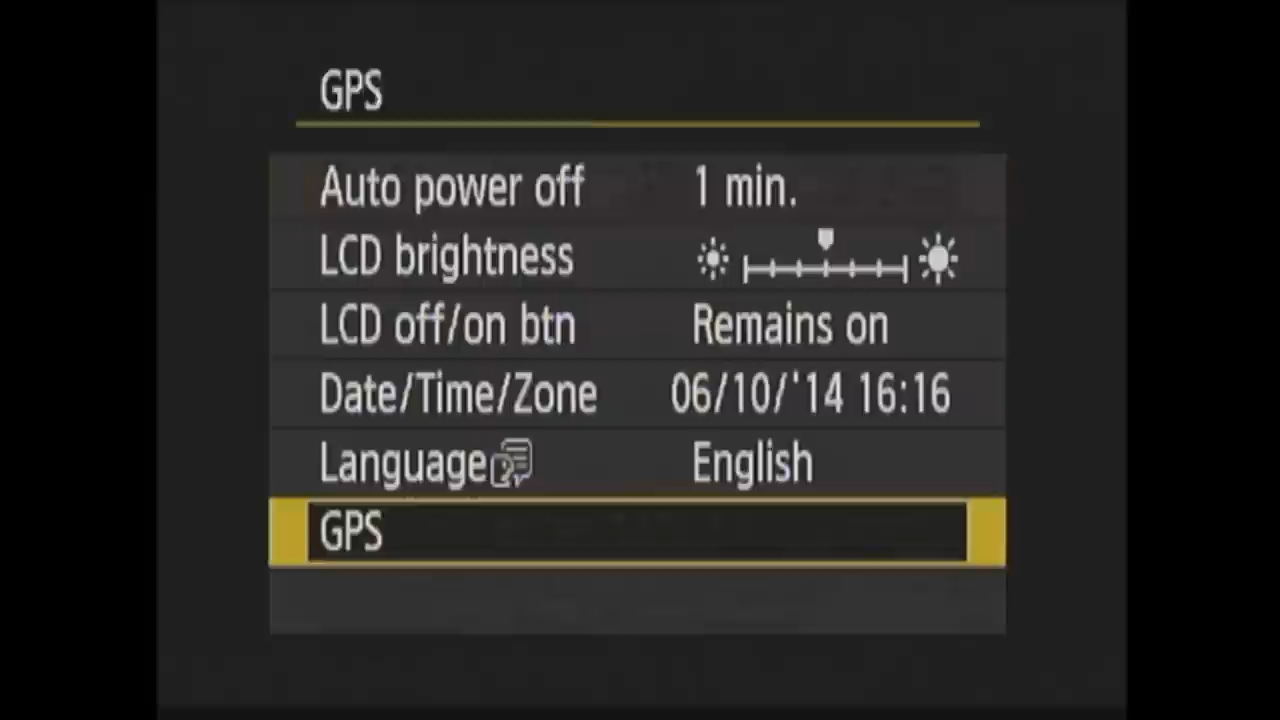 GPS
Auto power off 1 min.
LCD brightness
LCD off/on btn Remains on
Date/Time/Zone 06/10/'14 16:16
Language English
GPS